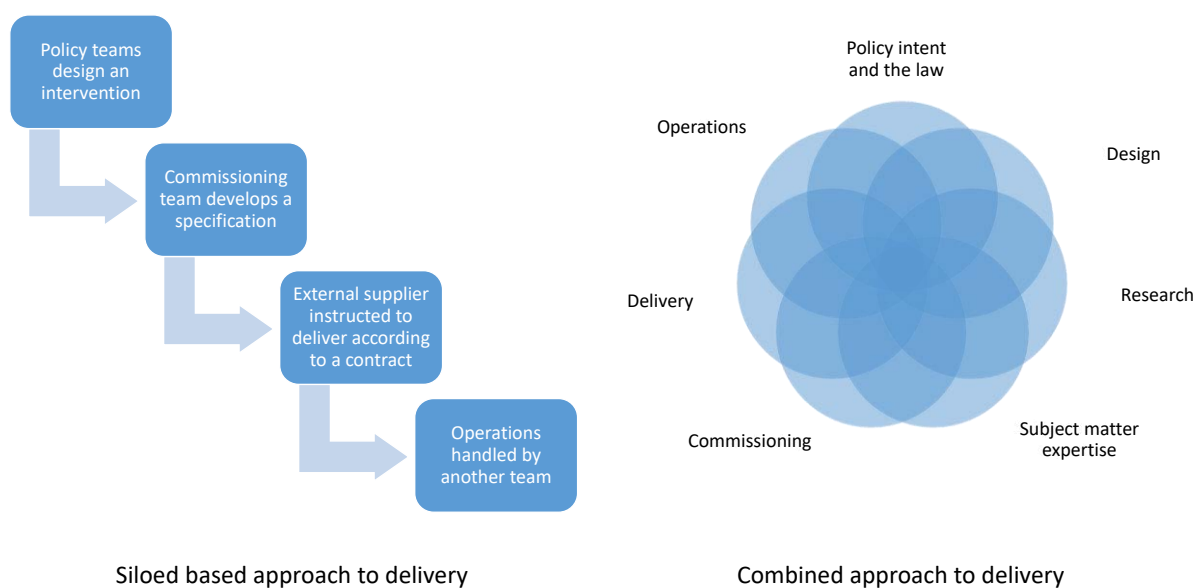 Policy teams
design an
intervention
Commissioning
team develops a
specification
External supplier
instructed to
deliver according
to a contract
Operations
handled by
another team
Siloed based approach to delivery
Policy intent
and the law
Operations
Design
Delivery
Research
Commissioning
Subject matter
expertise
Combined approach to delivery